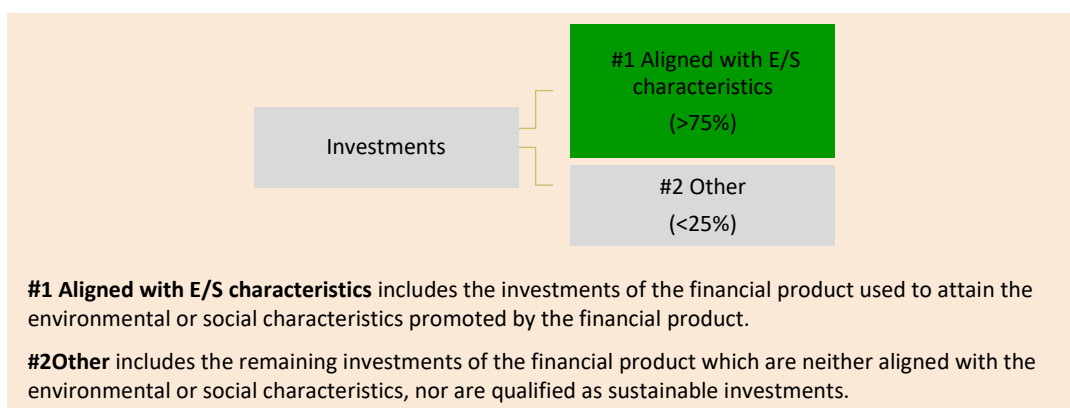 #1 Aligned with E/S
characteristics
(>75%)
Investments
#2 Other
(<25%)
#1 Aligned with E/S characteristics includes the investments of the financial product used to attain the
environmental or social characteristics promoted by the financial product.
#2Other includes the remaining investments of the financial product which are neither aligned with the
environmental or social characteristics, nor are qualified as sustainable investments.